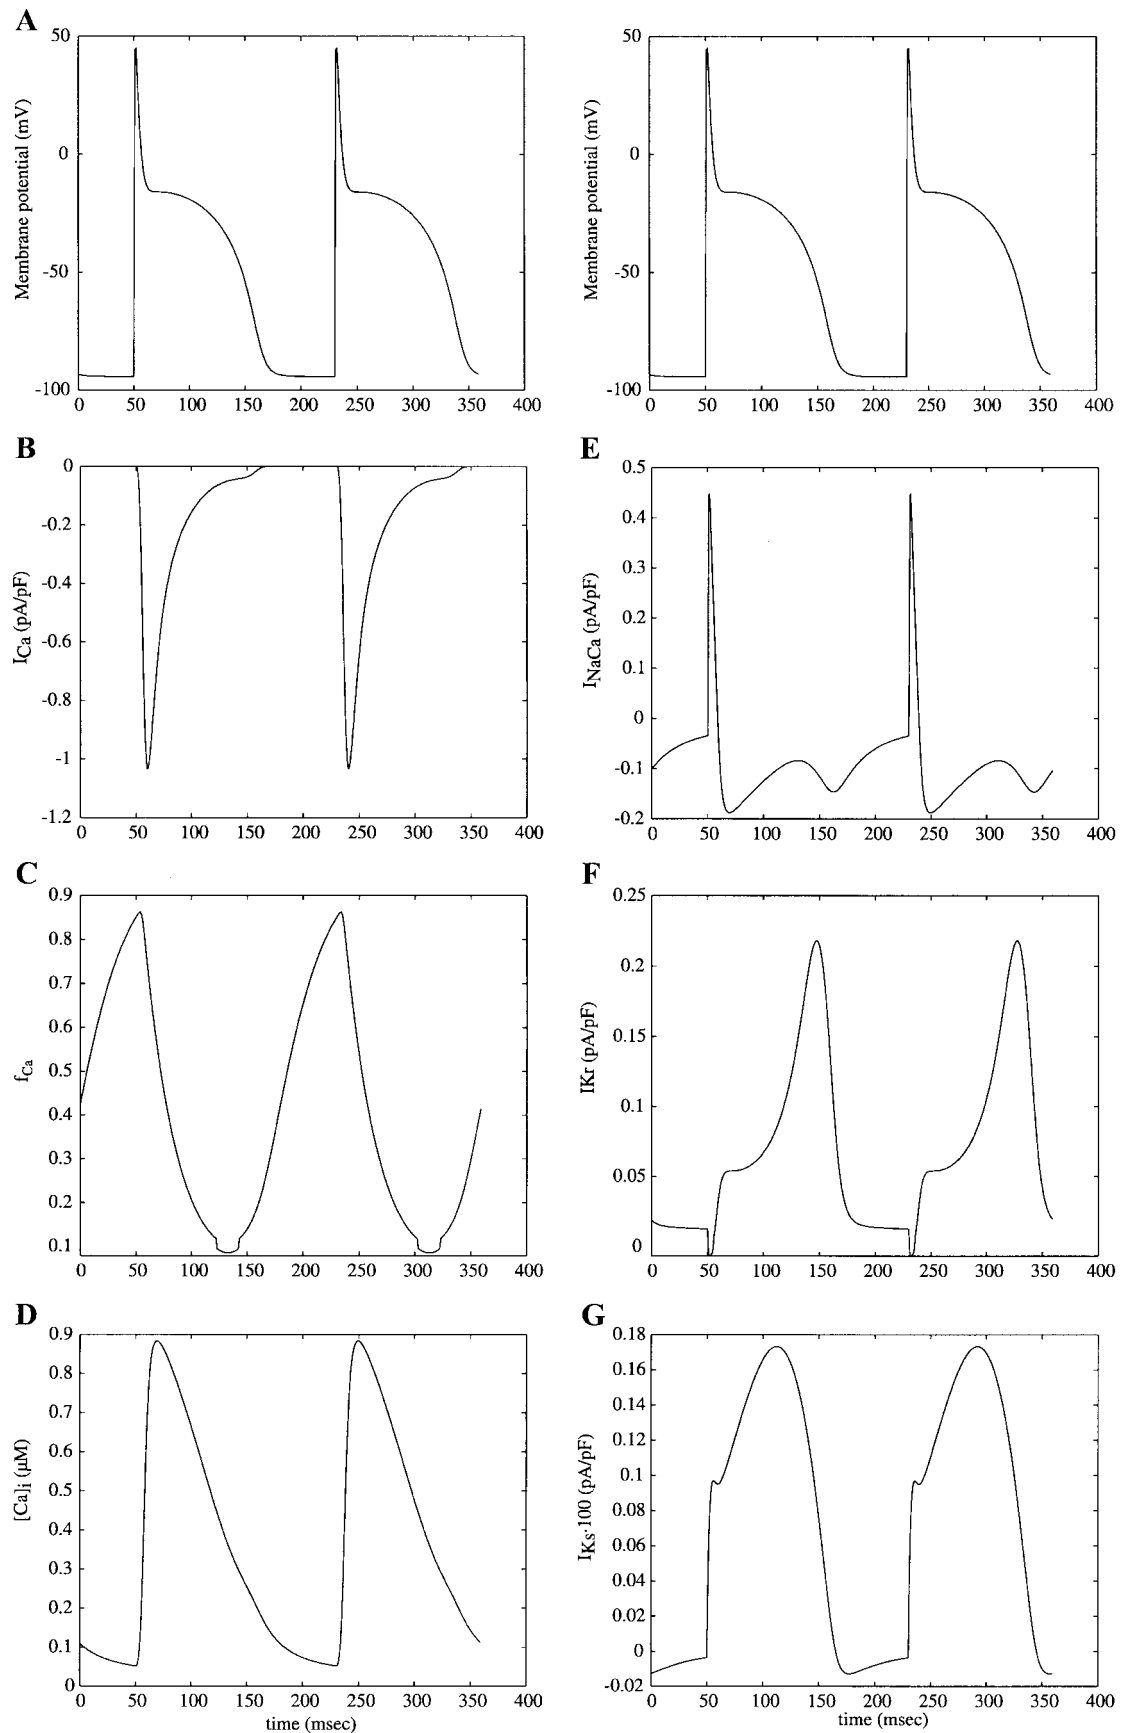 A
Membrane potential (mV)
50
0
-50
-100
0 50 100 150 200 250 300 350 400
Membrane potential (mV)
50
0
-50
-100
0 50 100 150 200 250 300 350 400
B
I_Ca (pA/pF)
0
-0.2
-0.4
-0.6
-0.8
-1
-1.2
0 50 100 150 200 250 300 350 400
E
I_NaCa (pA/pF)
0.5
0.4
0.3
0.2
0.1
0
-0.1
-0.2
0 50 100 150 200 250 300 350 400
C
f_Ca
0.9
0.8
0.7
0.6
0.5
0.4
0.3
0.2
0.1
0 50 100 150 200 250 300 350 400
F
IKr (pA/pF)
0.25
0.2
0.15
0.1
0.05
0
0 50 100 150 200 250 300 350 400
D
[Ca]i (μM)
0.9
0.8
0.7
0.6
0.5
0.4
0.3
0.2
0.1
0
0 50 100 150 200 250 300 350 400
time (msec)
G
I_Ks·100 (pA/pF)
0.18
0.16
0.14
0.12
0.1
0.08
0.06
0.04
0.02
0
-0.02
0 50 100 150 200 250 300 350 400
time (msec)